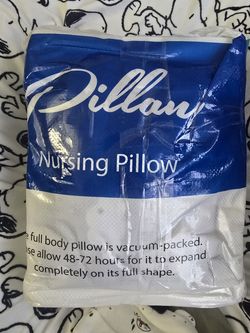 Pillani
Nursing Pillow
e full body pillow is vacuum-packed.
se allow 48-72 hours for it to expand
completely on its full shape.